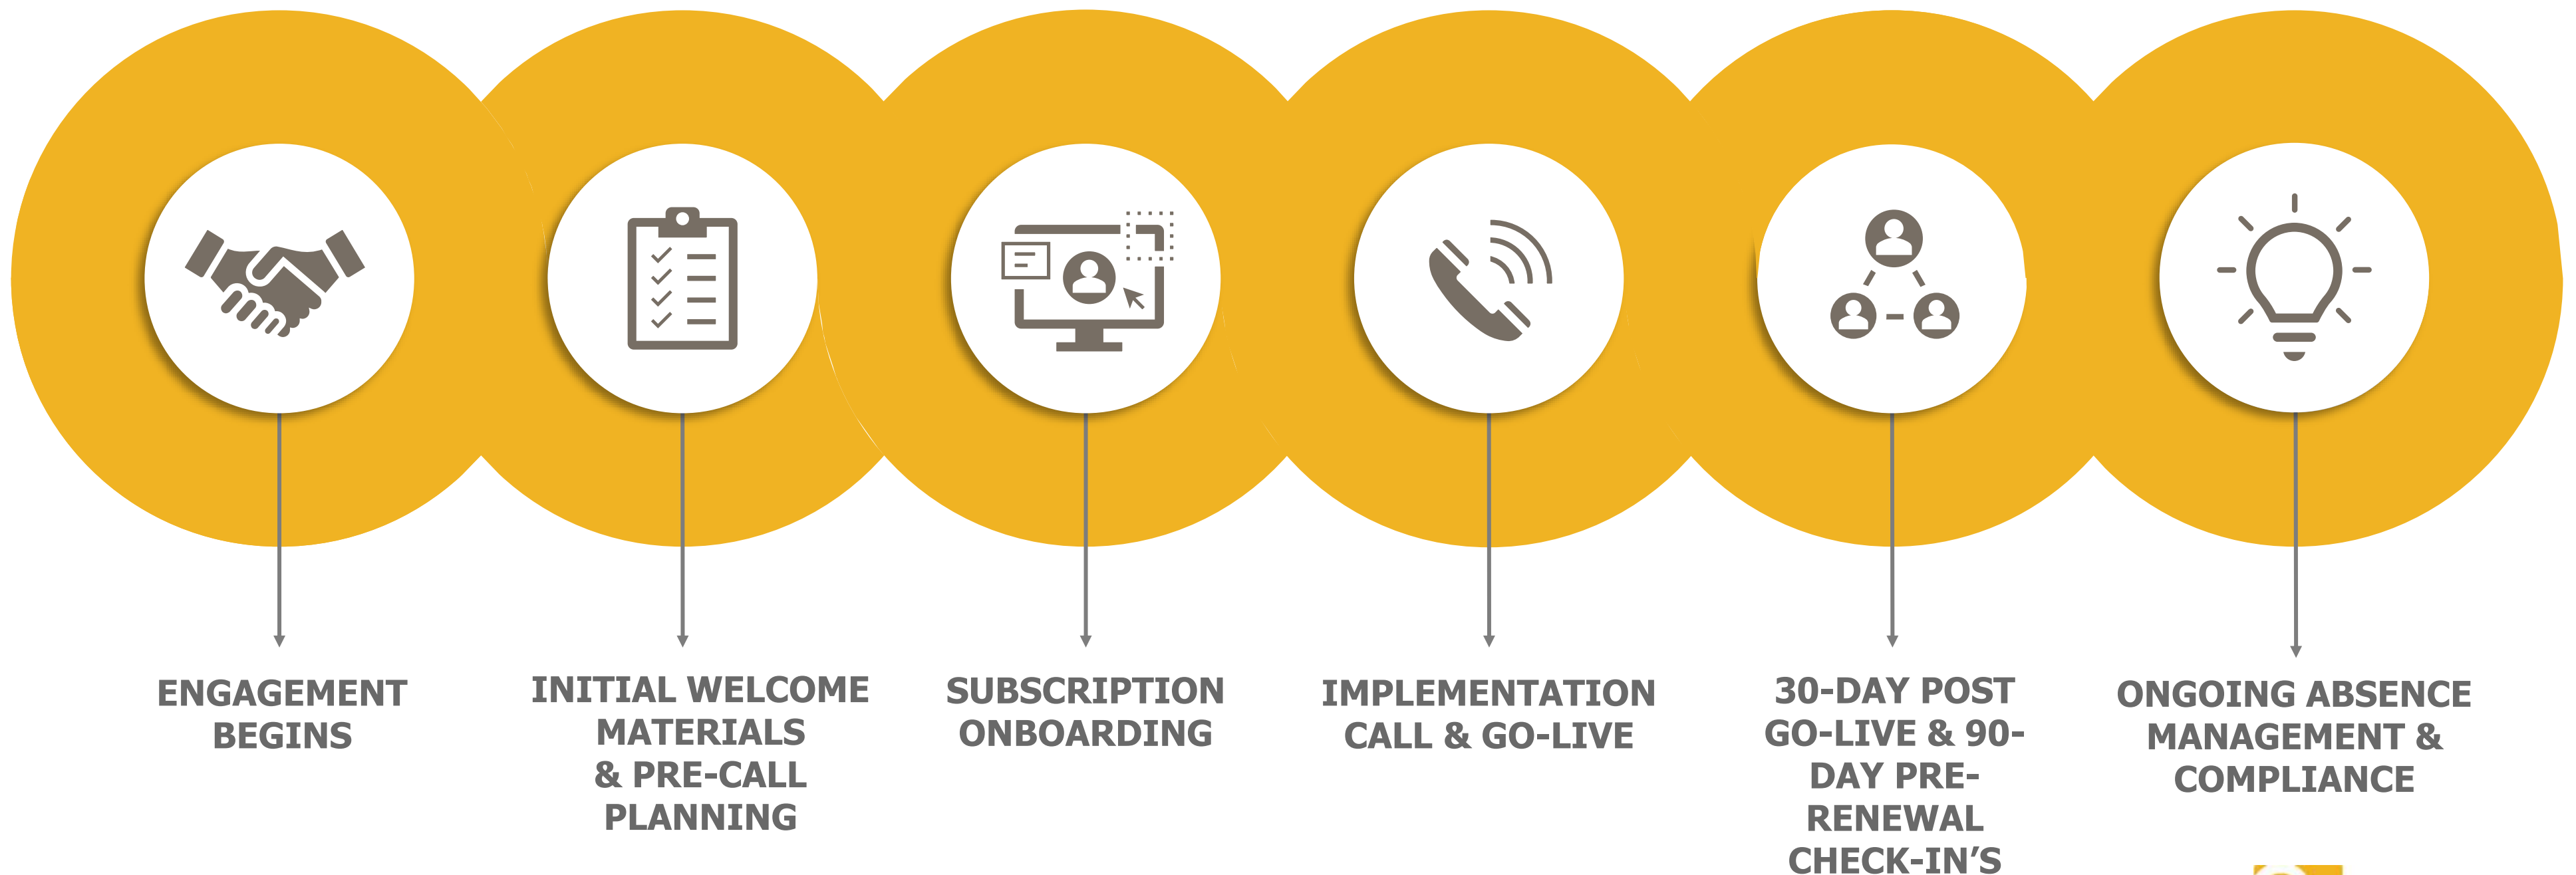 ENGAGEMENT
BEGINS
INITIAL WELCOME
MATERIALS
& PRE-CALL
PLANNING
SUBSCRIPTION
ONBOARDING
IMPLEMENTATION
CALL & GO-LIVE
30-DAY POST
GO-LIVE & 90-
DAY PRE-
RENEWAL
CHECK-IN’S
ONGOING ABSENCE
MANAGEMENT &
COMPLIANCE